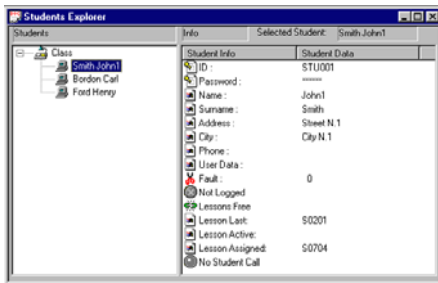 Students Explorer
Students
Info Selected Student: Smith John1
Class
Smith John1
Bordon Carl
Ford Henry
Student Info Student Data
ID : STU001
Password : ******
Name : John1
Surname : Smith
Address : Street N.1
City : City N.1
Phone :
User Data :
Fault : 0
Not Logged
Lessons Free
Lesson Last: S0201
Lesson Active:
Lesson Assigned: S0704
No Student Call